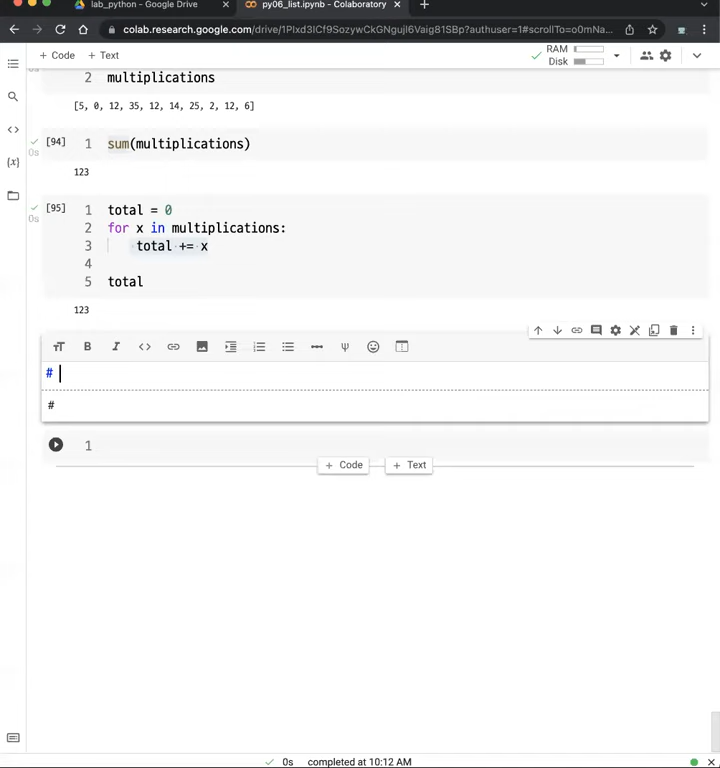 lab_python - Google Drive
py06_list.ipynb - Colaboratory
colab.research.google.com/drive/1PIxd3ICf9SozywCkGNgujI6Vaig81SBp?authuser=1#scrollTo=o0mNa...
+ Code + Text
RAM
Disk
2 multiplications
[5, 0, 12, 35, 12, 14, 25, 2, 12, 6]
[94] 1 sum(multiplications)
0s
123
[95] 1 total = 0
0s 2 for x in multiplications:
3 total += x
4
5 total
123
#
#
1
+ Code + Text
0s completed at 10:12 AM